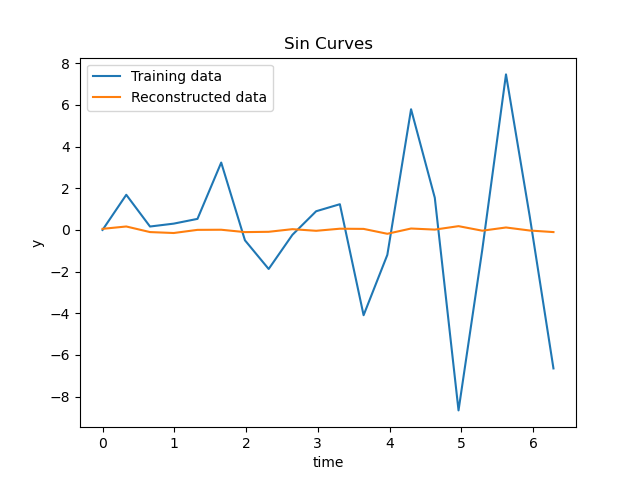 Sin Curves
Training data
Reconstructed data
8
6
4
2
0
−2
−4
−6
−8
y
0 1 2 3 4 5 6
time